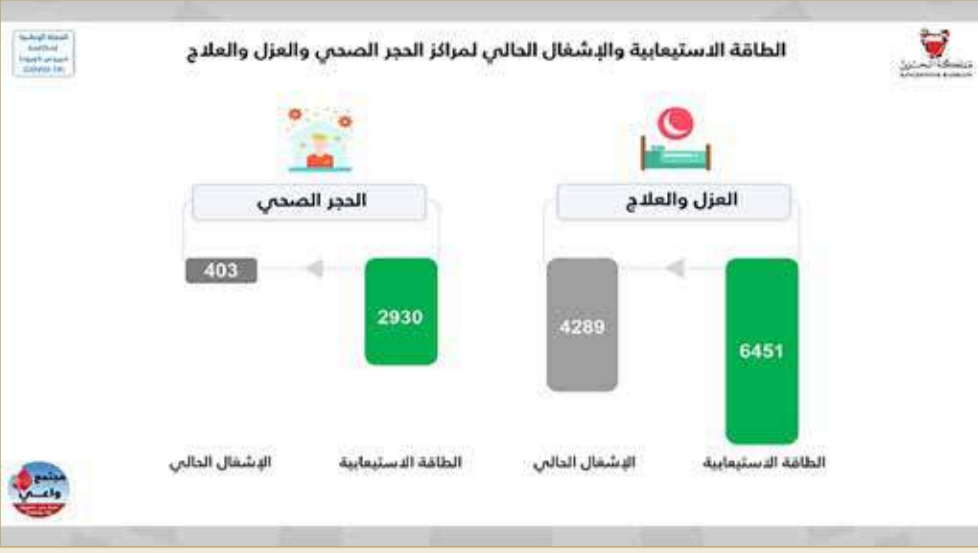 الطاقة الاستيعابية والإشغال الحالي لمراكز الحجر الصحي والعزل والعلاج
العزل والعلاج
6451
4289
الطاقة الاستيعابية
الإشغال الحالي
الحجر الصحي
2930
403
الطاقة الاستيعابية
الإشغال الحالي
مجتمع
واعي